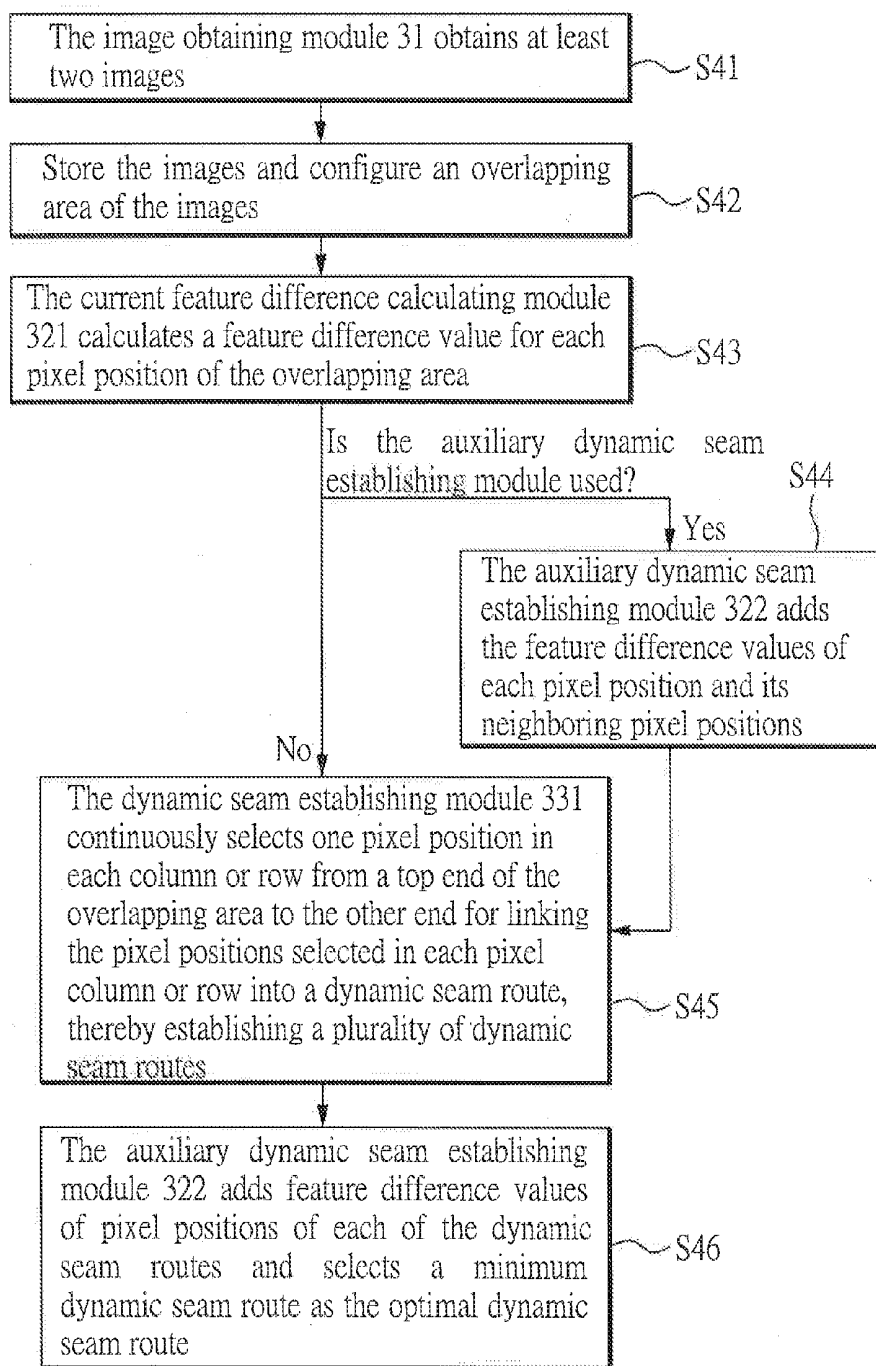 The image obtaining module 31 obtains at least
two images
S41
Store the images and configure an overlapping
area of the images
S42
The current feature difference calculating module
321 calculates a feature difference value for each
pixel position of the overlapping area
S43
Is the auxiliary dynamic seam
establishing module used?
S44
Yes
The auxiliary dynamic seam
establishing module 322 adds
the feature difference values of
each pixel position and its
neighboring pixel positions
No
The dynamic seam establishing module 331
continuously selects one pixel position in
each column or row from a top end of the
overlapping area to the other end for linking
the pixel positions selected in each pixel
column or row into a dynamic seam route,
thereby establishing a plurality of dynamic
seam routes
S45
The auxiliary dynamic seam establishing
module 322 adds feature difference values
of pixel positions of each of the dynamic
seam routes and selects a minimum
dynamic seam route as the optimal dynamic
seam route
S46